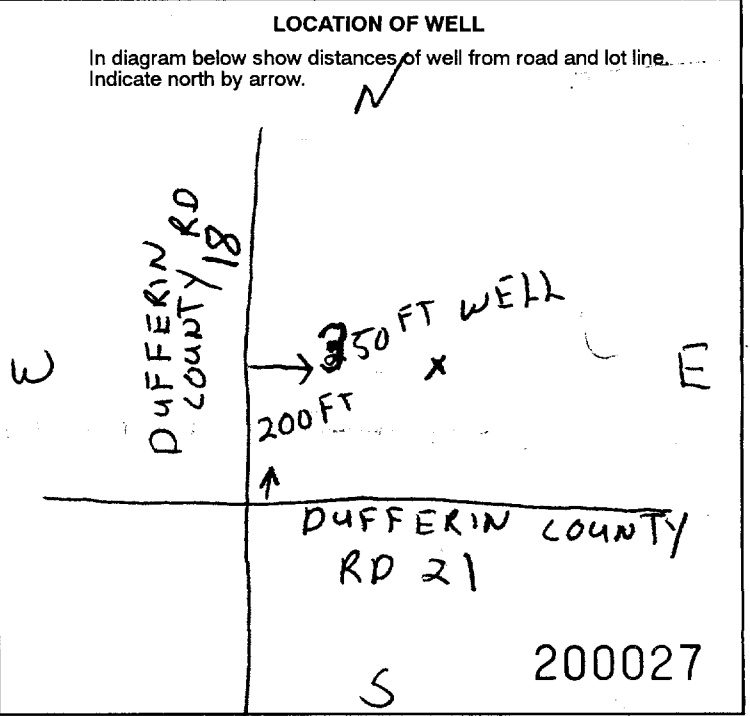 LOCATION OF WELL
In diagram below show distances of well from road and lot line.
Indicate north by arrow.
N
DUFFERIN
COUNTY RD
18
350 FT WELL
X
W
E
200 FT
DUFFERIN COUNTY
RD 21
200027
S